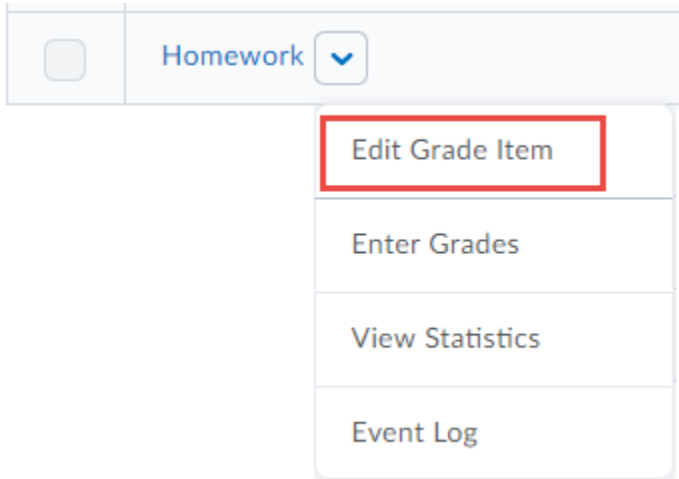 Homework
Edit Grade Item
Enter Grades
View Statistics
Event Log